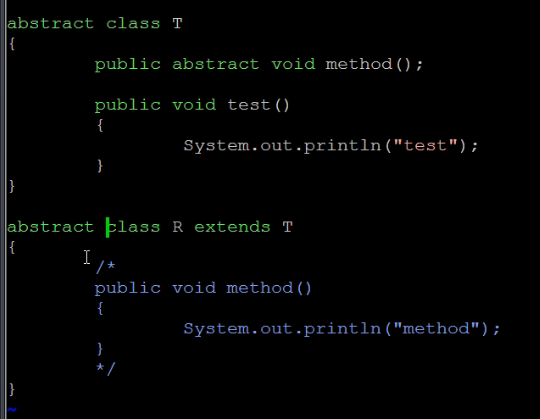 abstract class T
{
public abstract void method();
public void test()
{
System.out.println("test");
}
}
abstract class R extends T
{
/*
public void method()
{
System.out.println("method");
}
*/
}
~